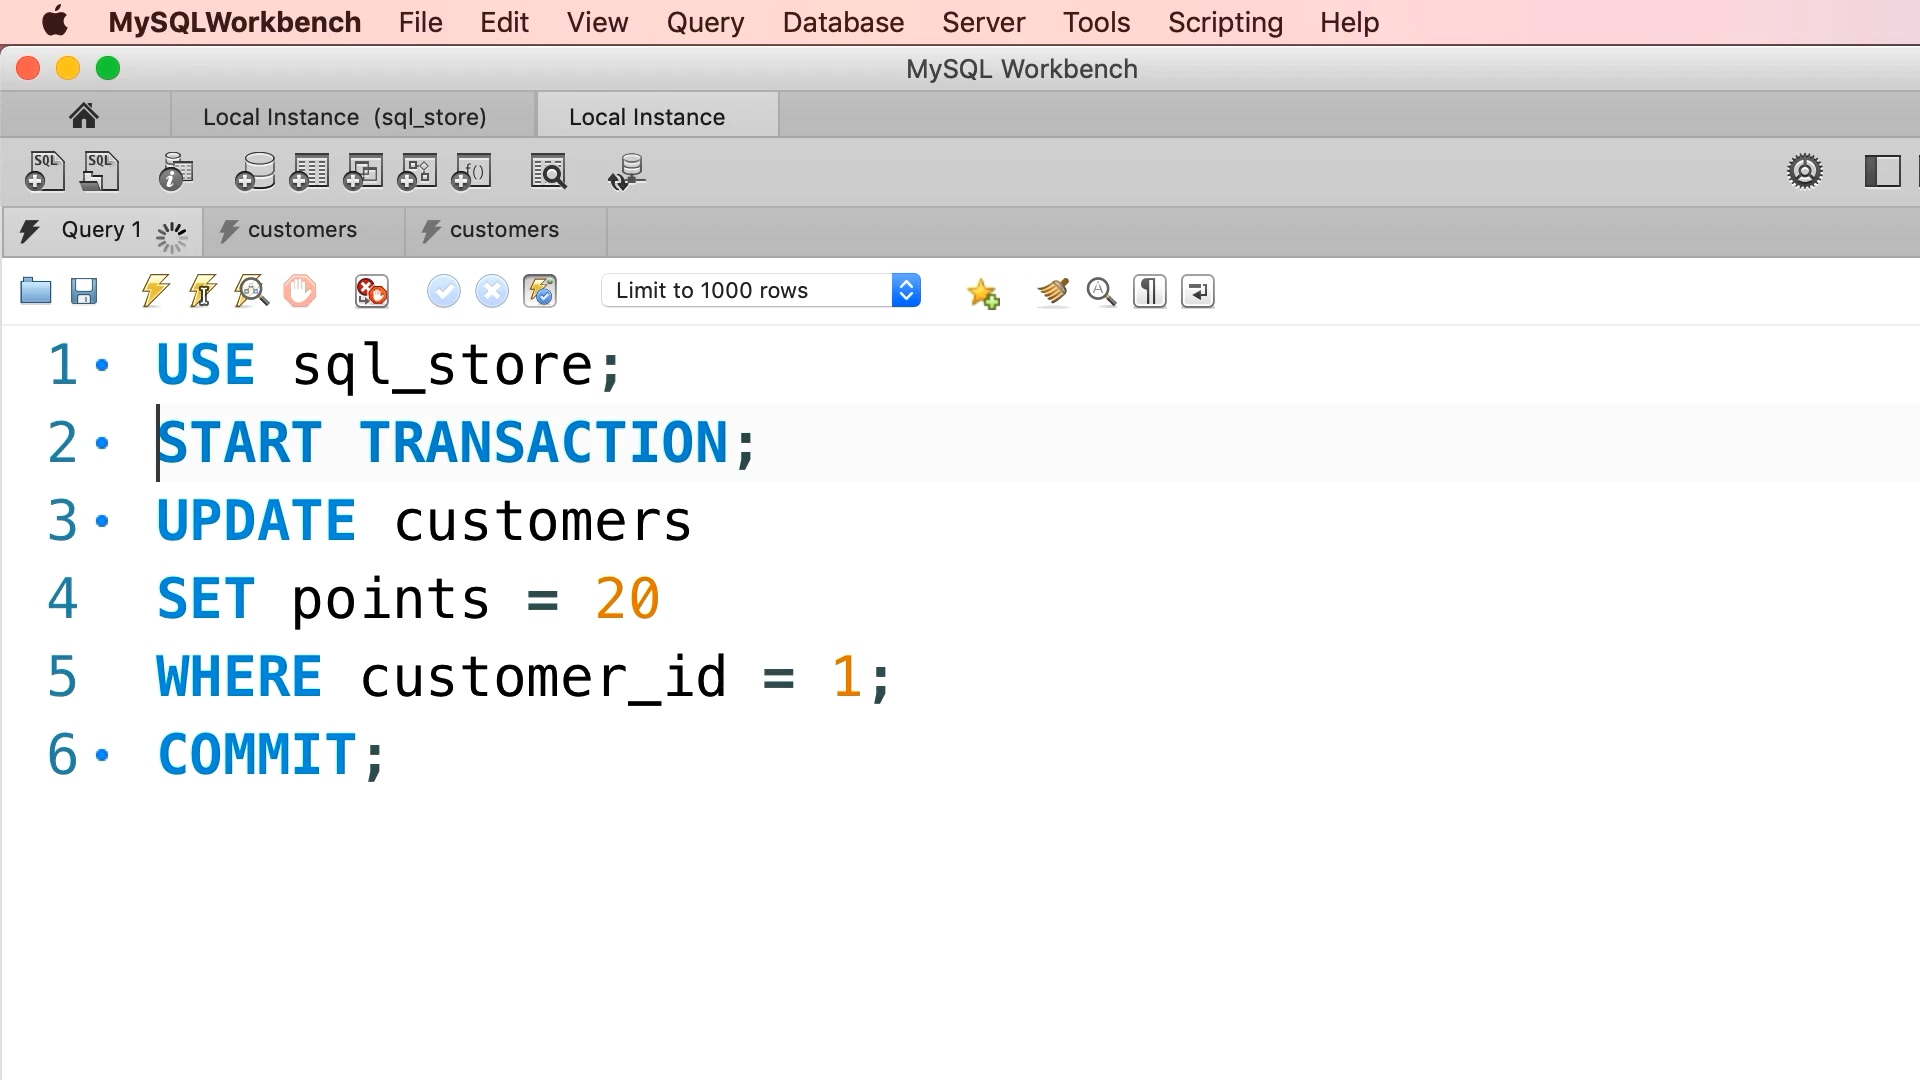 MySQLWorkbench File Edit View Query Database Server Tools Scripting Help
MySQL Workbench
Local Instance (sql_store) Local Instance
SQL SQL f()
Query 1 customers customers
Limit to 1000 rows
1 USE sql_store;
2 START TRANSACTION;
3 UPDATE customers
4 SET points = 20
5 WHERE customer_id = 1;
6 COMMIT;